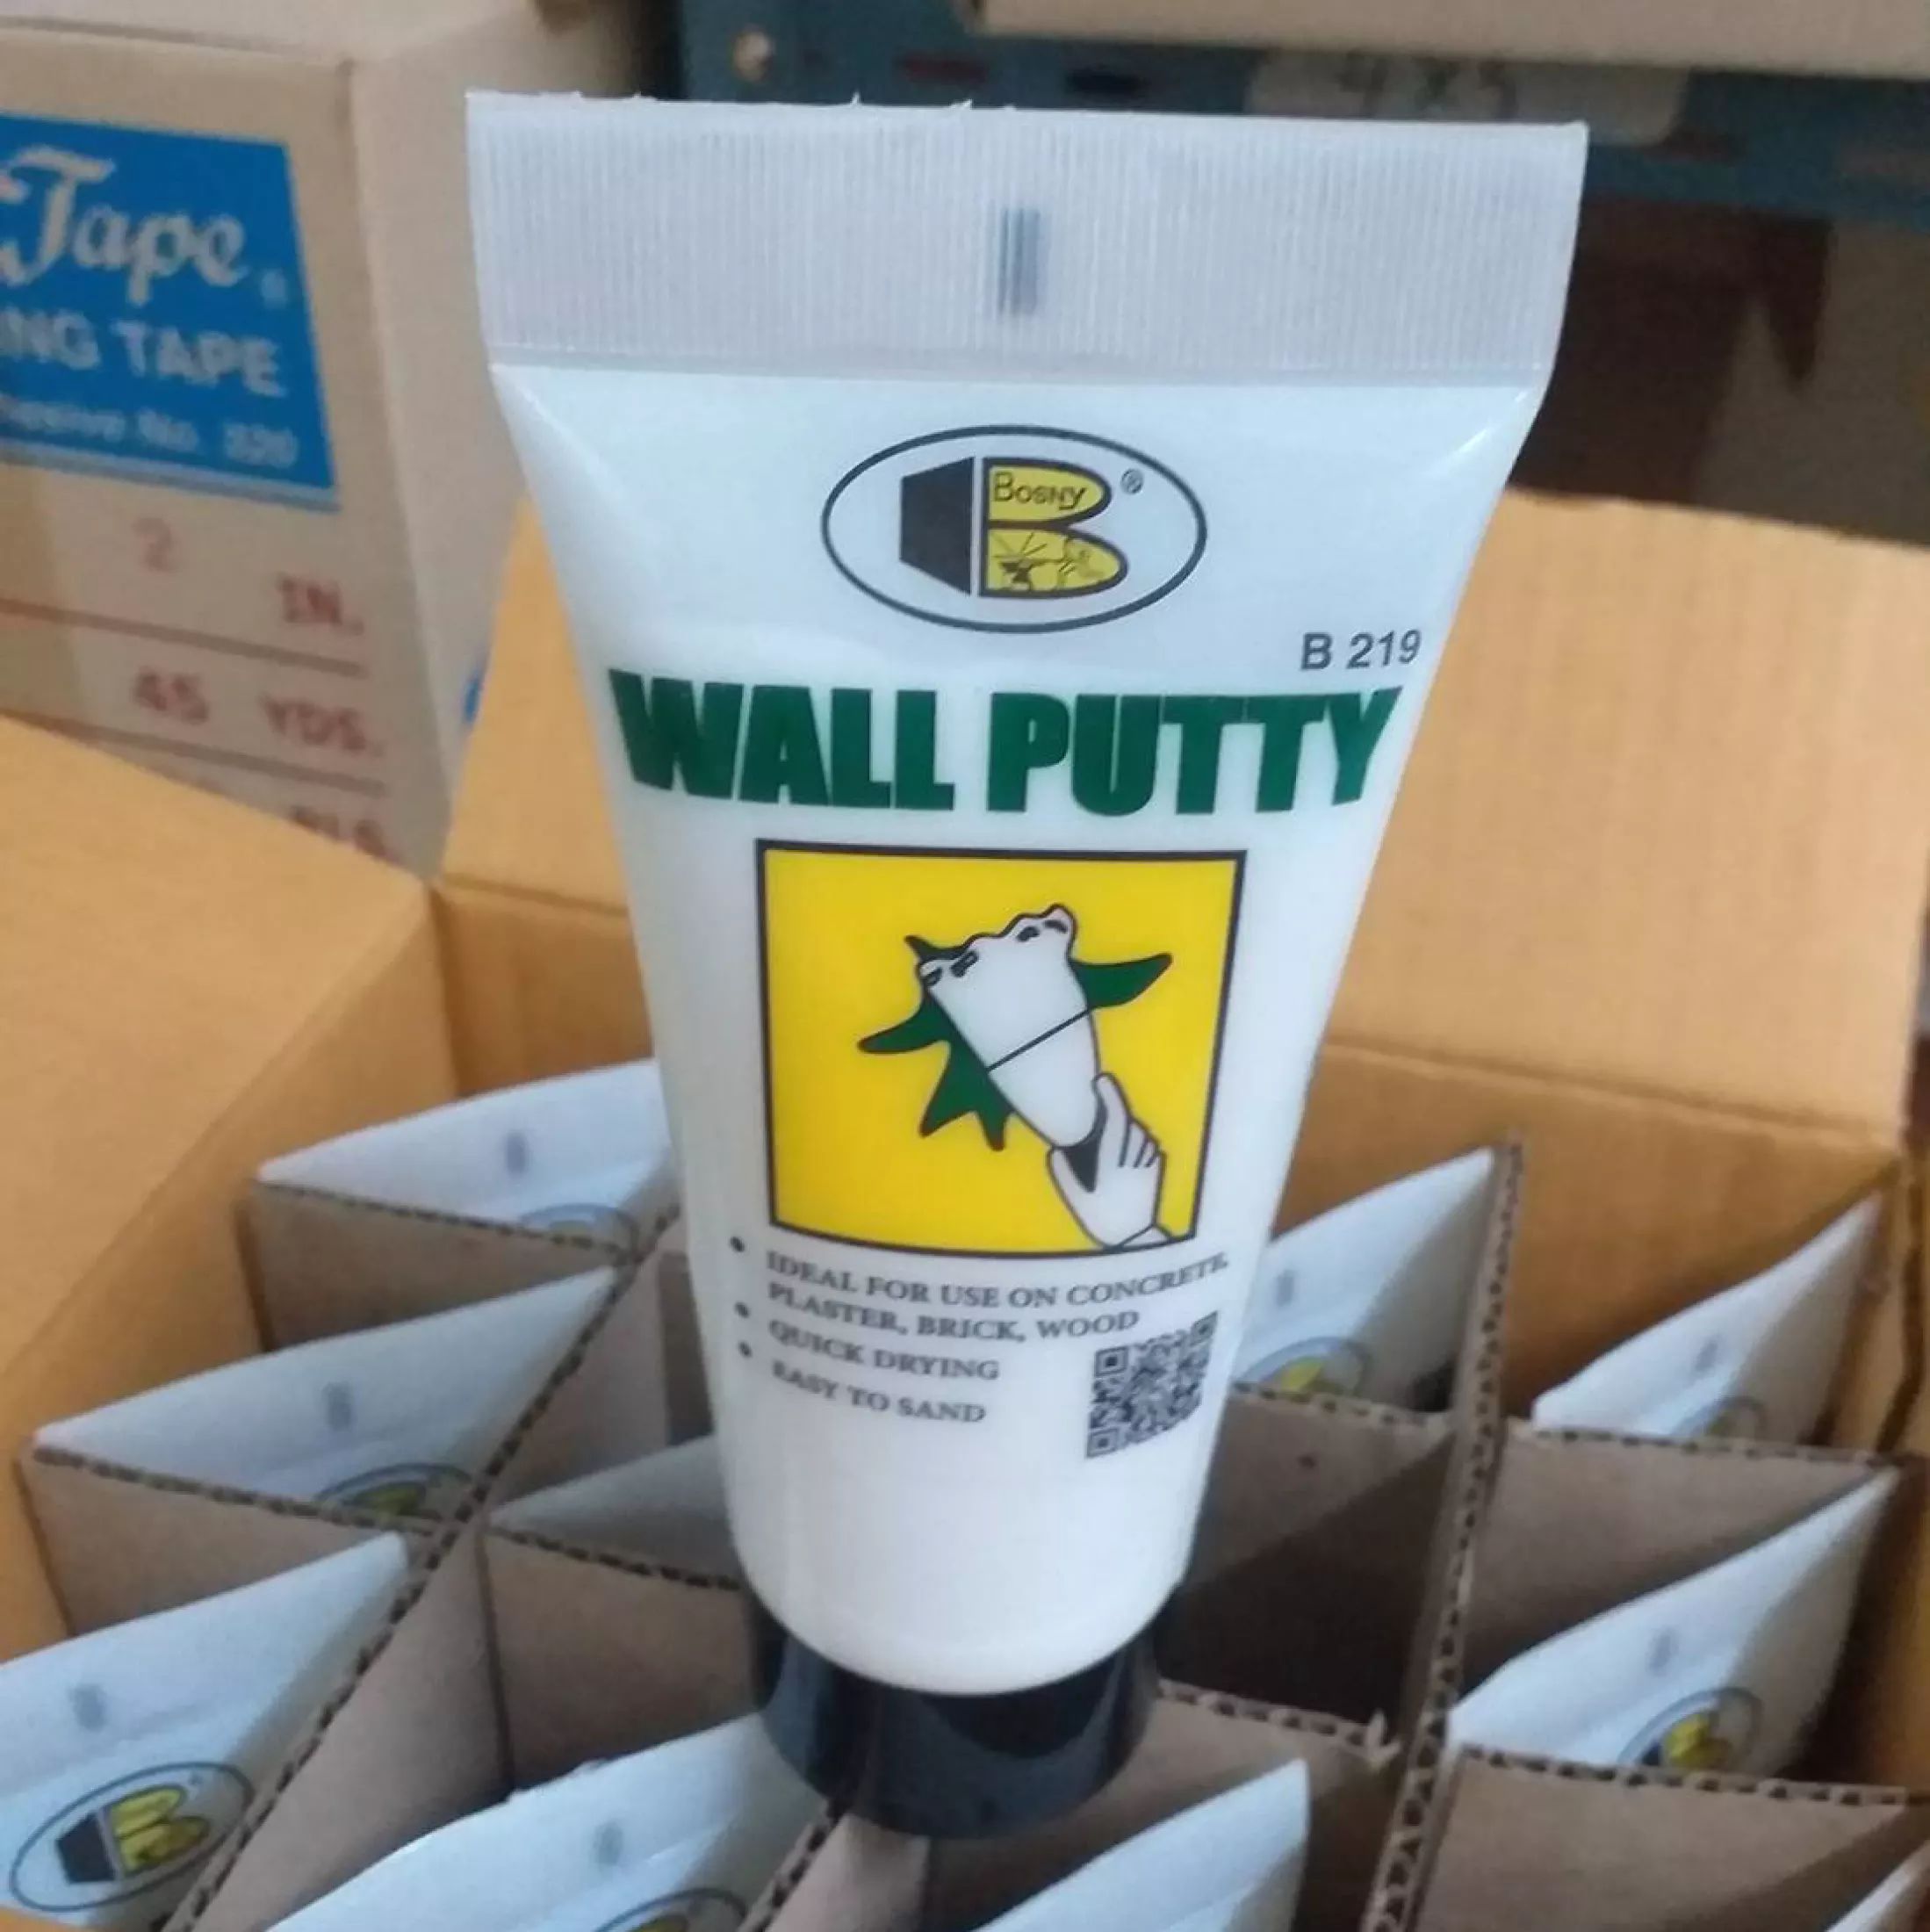 Tape
NG TAPE
2 IN.
45 YDS.
BOSNY ®
B 219
WALL PUTTY
• IDEAL FOR USE ON CONCRETE,
PLASTER, BRICK, WOOD
• QUICK DRYING
• EASY TO SAND